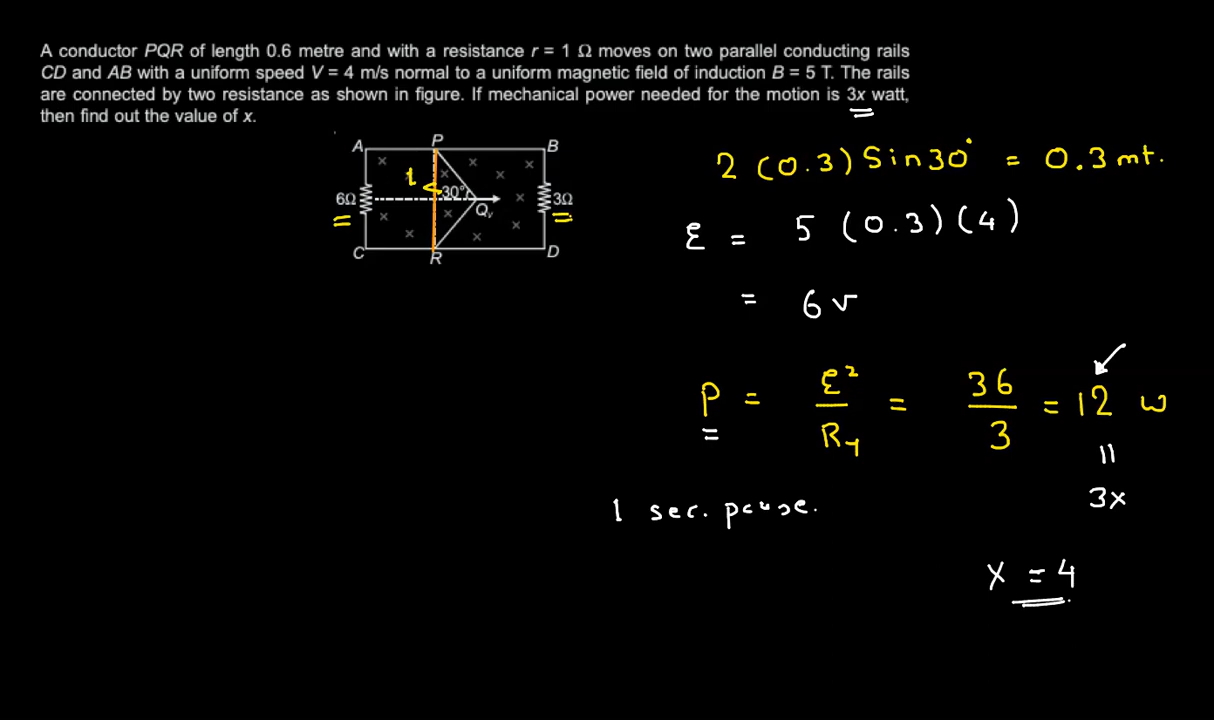 A conductor PQR of length 0.6 metre and with a resistance r = 1 Ω moves on two parallel conducting rails
CD and AB with a uniform speed V = 4 m/s normal to a uniform magnetic field of induction B = 5 T. The rails
are connected by two resistance as shown in figure. If mechanical power needed for the motion is 3x watt,
then find out the value of x.
A P B
l
6Ω 30° 3Ω
Q v
C R D
2 (0.3) Sin30° = 0.3 mt.
ε = 5 (0.3) (4)
= 6 v
P = ε²/R = 36/3 = 12 w
||
3x
1 sec. pause.
x = 4